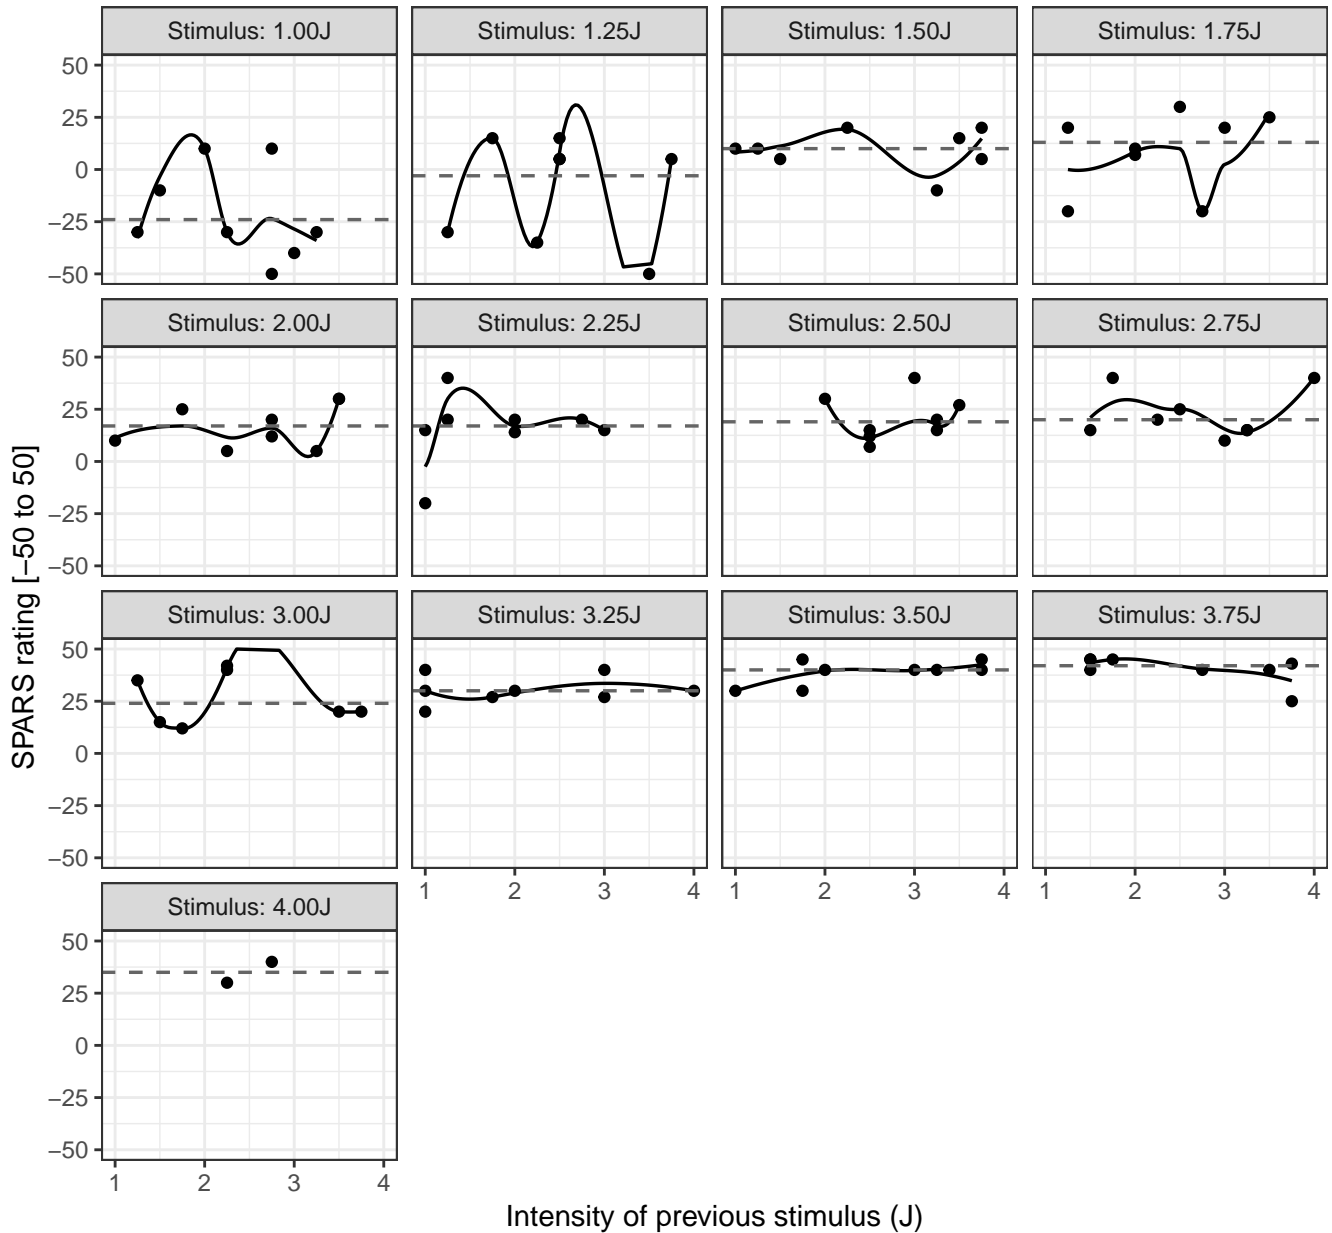 Stimulus: 1.00J
Stimulus: 1.25J
Stimulus: 1.50J
Stimulus: 1.75J
50
25
0
−25
−50
Stimulus: 2.00J
Stimulus: 2.25J
Stimulus: 2.50J
Stimulus: 2.75J
50
25
0
−25
−50
SPARS rating [−50 to 50]
Stimulus: 3.00J
Stimulus: 3.25J
Stimulus: 3.50J
Stimulus: 3.75J
50
25
0
−25
−50
1 2 3 4
1 2 3 4
1 2 3 4
Stimulus: 4.00J
50
25
0
−25
−50
1 2 3 4
Intensity of previous stimulus (J)